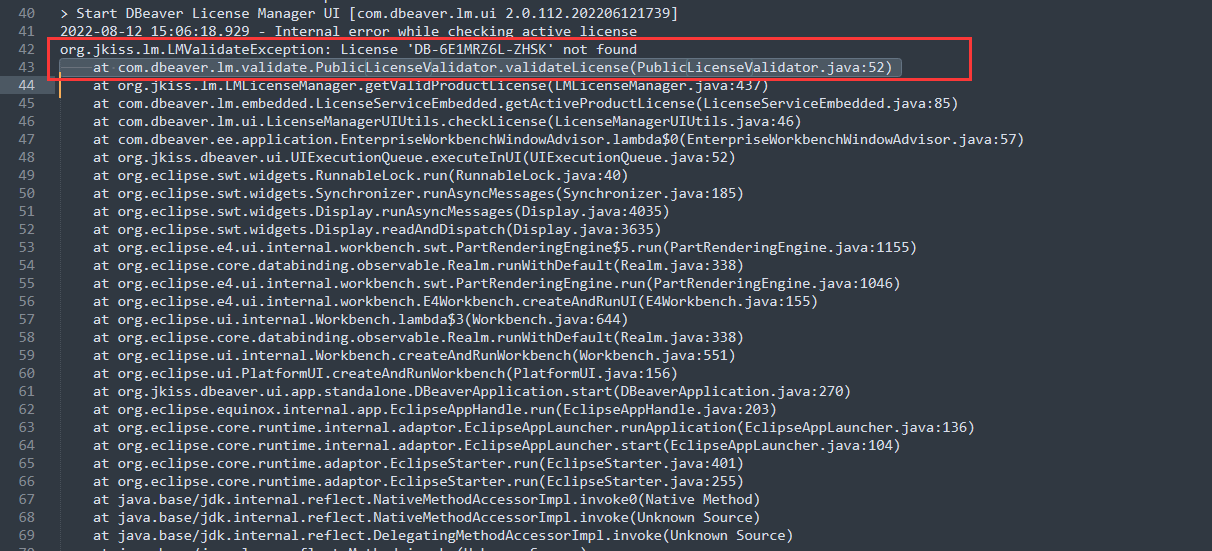 40 > Start DBeaver License Manager UI [com.dbeaver.lm.ui 2.0.112.202206121739]
41 2022-08-12 15:06:18.929 - Internal error while checking active license
42 org.jkiss.lm.LMValidateException: License 'DB-6E1MRZ6L-ZHSK' not found
43 at com.dbeaver.lm.validate.PublicLicenseValidator.validateLicense(PublicLicenseValidator.java:52)
44 at org.jkiss.lm.LMLicenseManager.getValidProductLicense(LMLicenseManager.java:437)
45 at com.dbeaver.lm.embedded.LicenseServiceEmbedded.getActiveProductLicense(LicenseServiceEmbedded.java:85)
46 at com.dbeaver.lm.ui.LicenseManagerUIUtils.checkLicense(LicenseManagerUIUtils.java:46)
47 at com.dbeaver.ee.application.EnterpriseWorkbenchWindowAdvisor.lambda$0(EnterpriseWorkbenchWindowAdvisor.java:57)
48 at org.jkiss.dbeaver.ui.UIExecutionQueue.executeInUI(UIExecutionQueue.java:52)
49 at org.eclipse.swt.widgets.RunnableLock.run(RunnableLock.java:40)
50 at org.eclipse.swt.widgets.Synchronizer.runAsyncMessages(Synchronizer.java:185)
51 at org.eclipse.swt.widgets.Display.runAsyncMessages(Display.java:4035)
52 at org.eclipse.swt.widgets.Display.readAndDispatch(Display.java:3635)
53 at org.eclipse.e4.ui.internal.workbench.swt.PartRenderingEngine$5.run(PartRenderingEngine.java:1155)
54 at org.eclipse.core.databinding.observable.Realm.runWithDefault(Realm.java:338)
55 at org.eclipse.e4.ui.internal.workbench.swt.PartRenderingEngine.run(PartRenderingEngine.java:1046)
56 at org.eclipse.e4.ui.internal.workbench.E4Workbench.createAndRunUI(E4Workbench.java:155)
57 at org.eclipse.ui.internal.Workbench.lambda$3(Workbench.java:644)
58 at org.eclipse.core.databinding.observable.Realm.runWithDefault(Realm.java:338)
59 at org.eclipse.ui.internal.Workbench.createAndRunWorkbench(Workbench.java:551)
60 at org.eclipse.ui.PlatformUI.createAndRunWorkbench(PlatformUI.java:156)
61 at org.jkiss.dbeaver.ui.app.standalone.DBeaverApplication.start(DBeaverApplication.java:270)
62 at org.eclipse.equinox.internal.app.EclipseAppHandle.run(EclipseAppHandle.java:203)
63 at org.eclipse.core.runtime.internal.adaptor.EclipseAppLauncher.runApplication(EclipseAppLauncher.java:136)
64 at org.eclipse.core.runtime.internal.adaptor.EclipseAppLauncher.start(EclipseAppLauncher.java:104)
65 at org.eclipse.core.runtime.adaptor.EclipseStarter.run(EclipseStarter.java:401)
66 at org.eclipse.core.runtime.adaptor.EclipseStarter.run(EclipseStarter.java:255)
67 at java.base/jdk.internal.reflect.NativeMethodAccessorImpl.invoke0(Native Method)
68 at java.base/jdk.internal.reflect.NativeMethodAccessorImpl.invoke(Unknown Source)
69 at java.base/jdk.internal.reflect.DelegatingMethodAccessorImpl.invoke(Unknown Source)